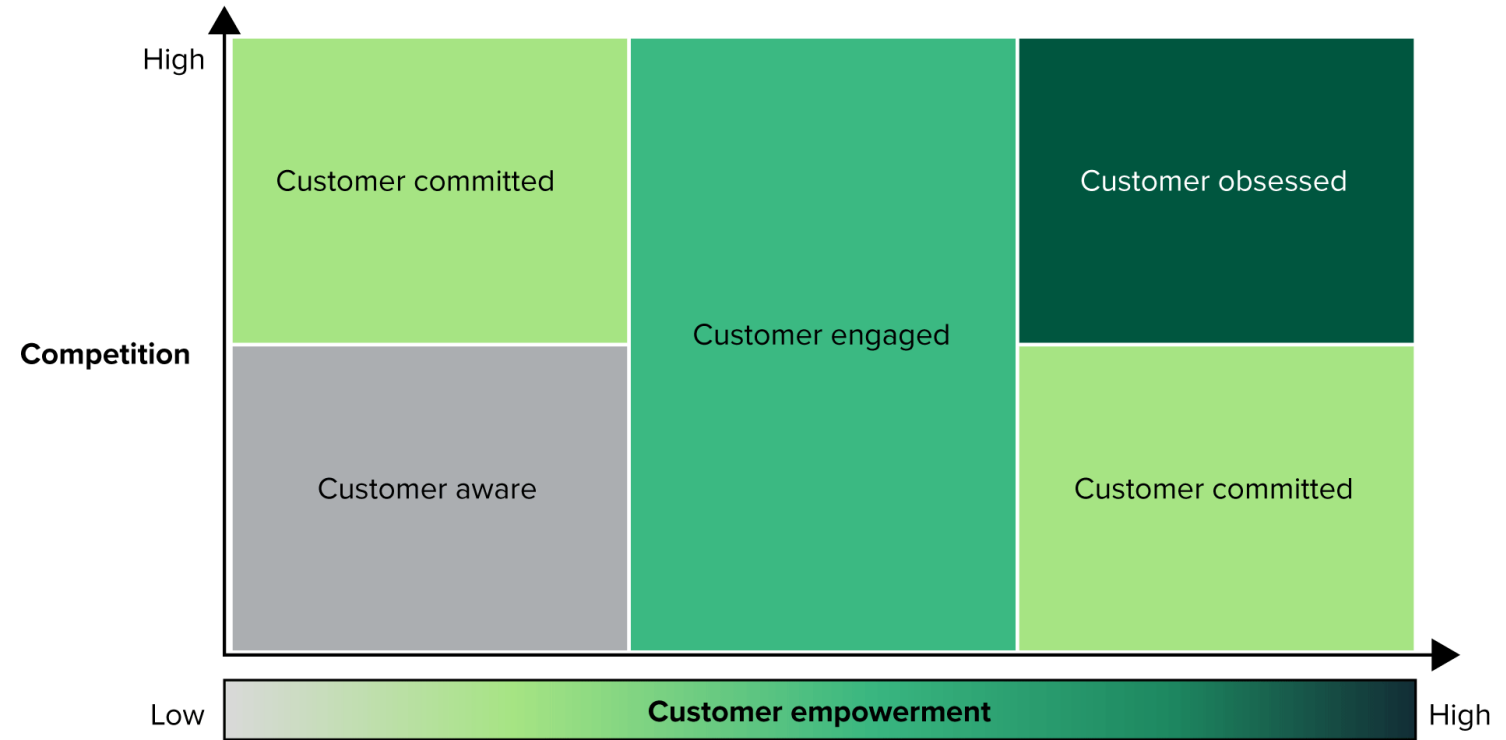 High
Customer committed
Customer obsessed
Customer engaged
Competition
Customer aware
Customer committed
Low
Customer empowerment
High